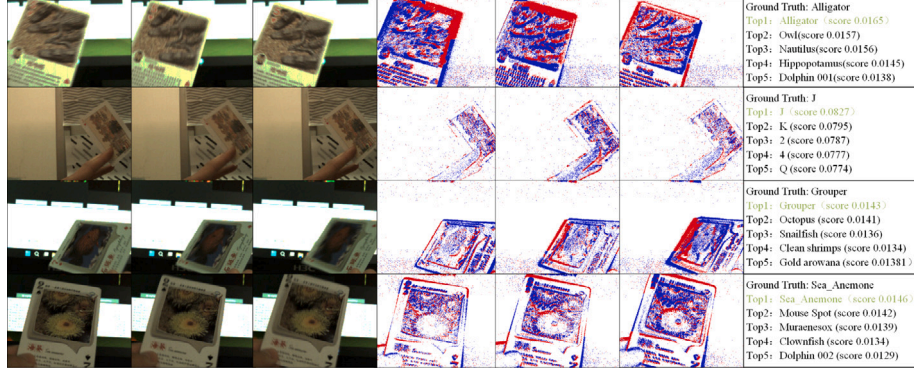 Ground Truth: Alligator
Top1: Alligator (score 0.0165)
Top2: Owl(score 0.0157)
Top3: Nautilus(score 0.0156)
Top4: Hippopotamus(score 0.0145)
Top5: Dolphin 001(score 0.0138)
Ground Truth: J
Top1: J (score 0.0827)
Top2: K (score 0.0795)
Top3: 2 (score 0.0787)
Top4: 4 (score 0.0777)
Top5: Q (score 0.0774)
Ground Truth: Grouper
Top1: Grouper (score 0.0143)
Top2: Octopus (score 0.0141)
Top3: Snailfish (score 0.0136)
Top4: Clean shrimps (score 0.0134)
Top5: Gold arowana (score 0.01381)
Ground Truth: Sea_Anemone
Top1: Sea_Anemone (score 0.0146)
Top2: Mouse Spot (score 0.0142)
Top3: Muraenesox (score 0.0139)
Top4: Clownfish (score 0.0134)
Top5: Dolphin 002 (score 0.0129)